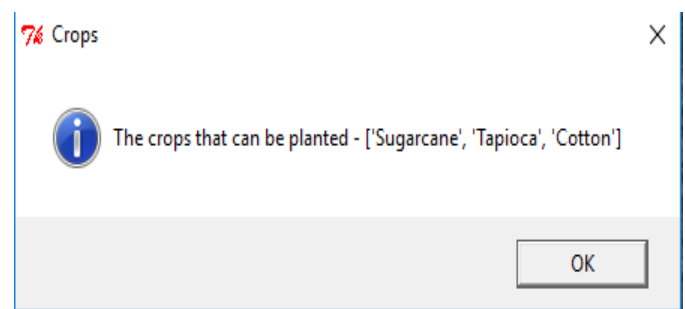 Crops
The crops that can be planted - ['Sugarcane', 'Tapioca', 'Cotton']
OK